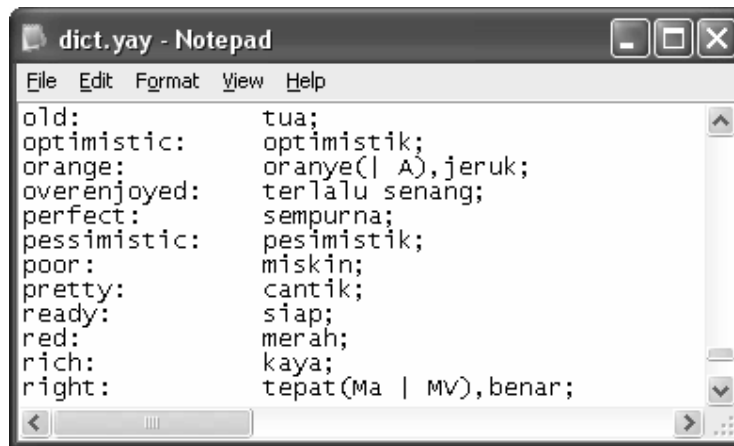 dict.yay - Notepad
File Edit Format View Help
old: tua;
optimistic: optimistik;
orange: oranye(| A),jeruk;
overenjoyed: terlalu senang;
perfect: sempurna;
pessimistic: pesimistik;
poor: miskin;
pretty: cantik;
ready: siap;
red: merah;
rich: kaya;
right: tepat(Ma | MV),benar;